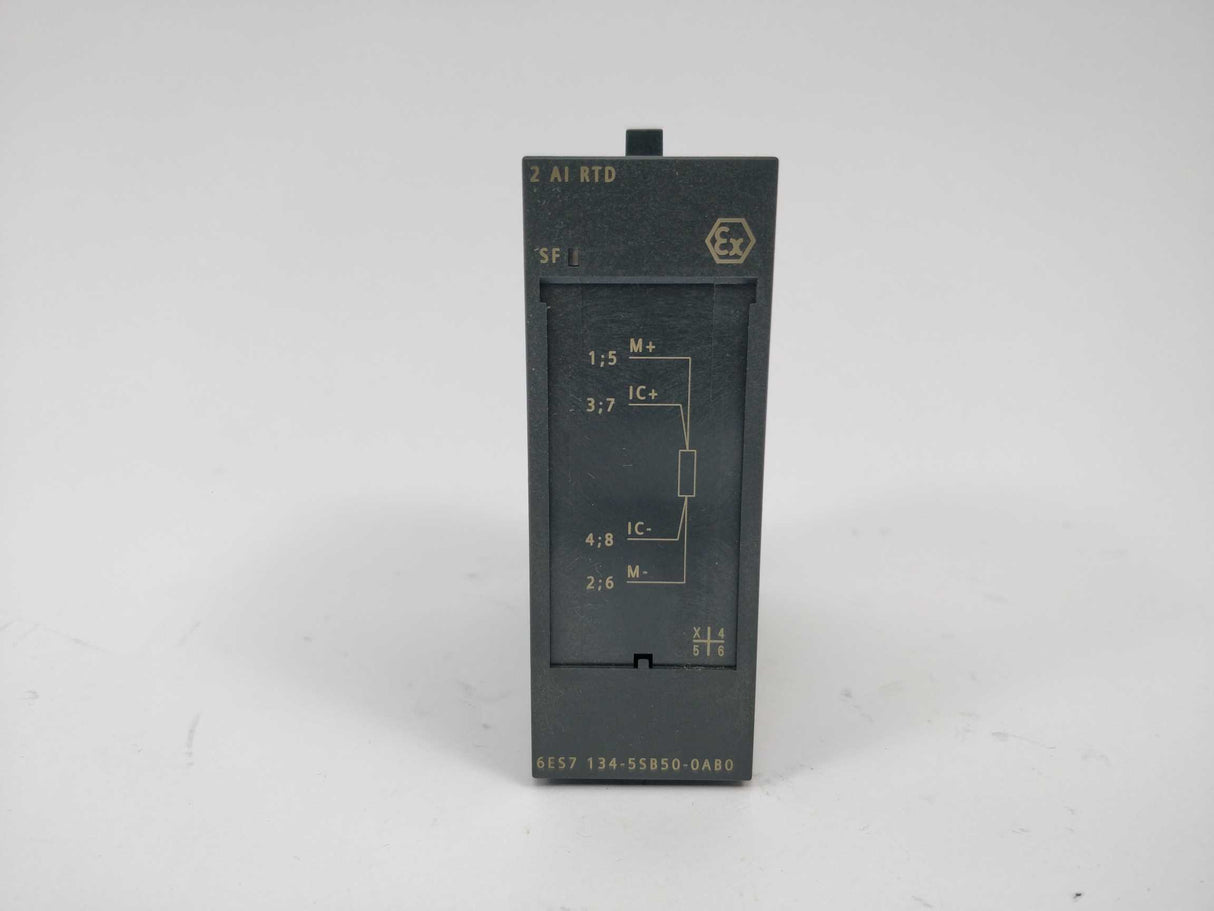 2 AI RTD
Ex
SF
M+
1;5
IC+
3;7
IC-
4;8
M-
2;6
X 4
5 6
6ES7 134-5SB50-0AB0